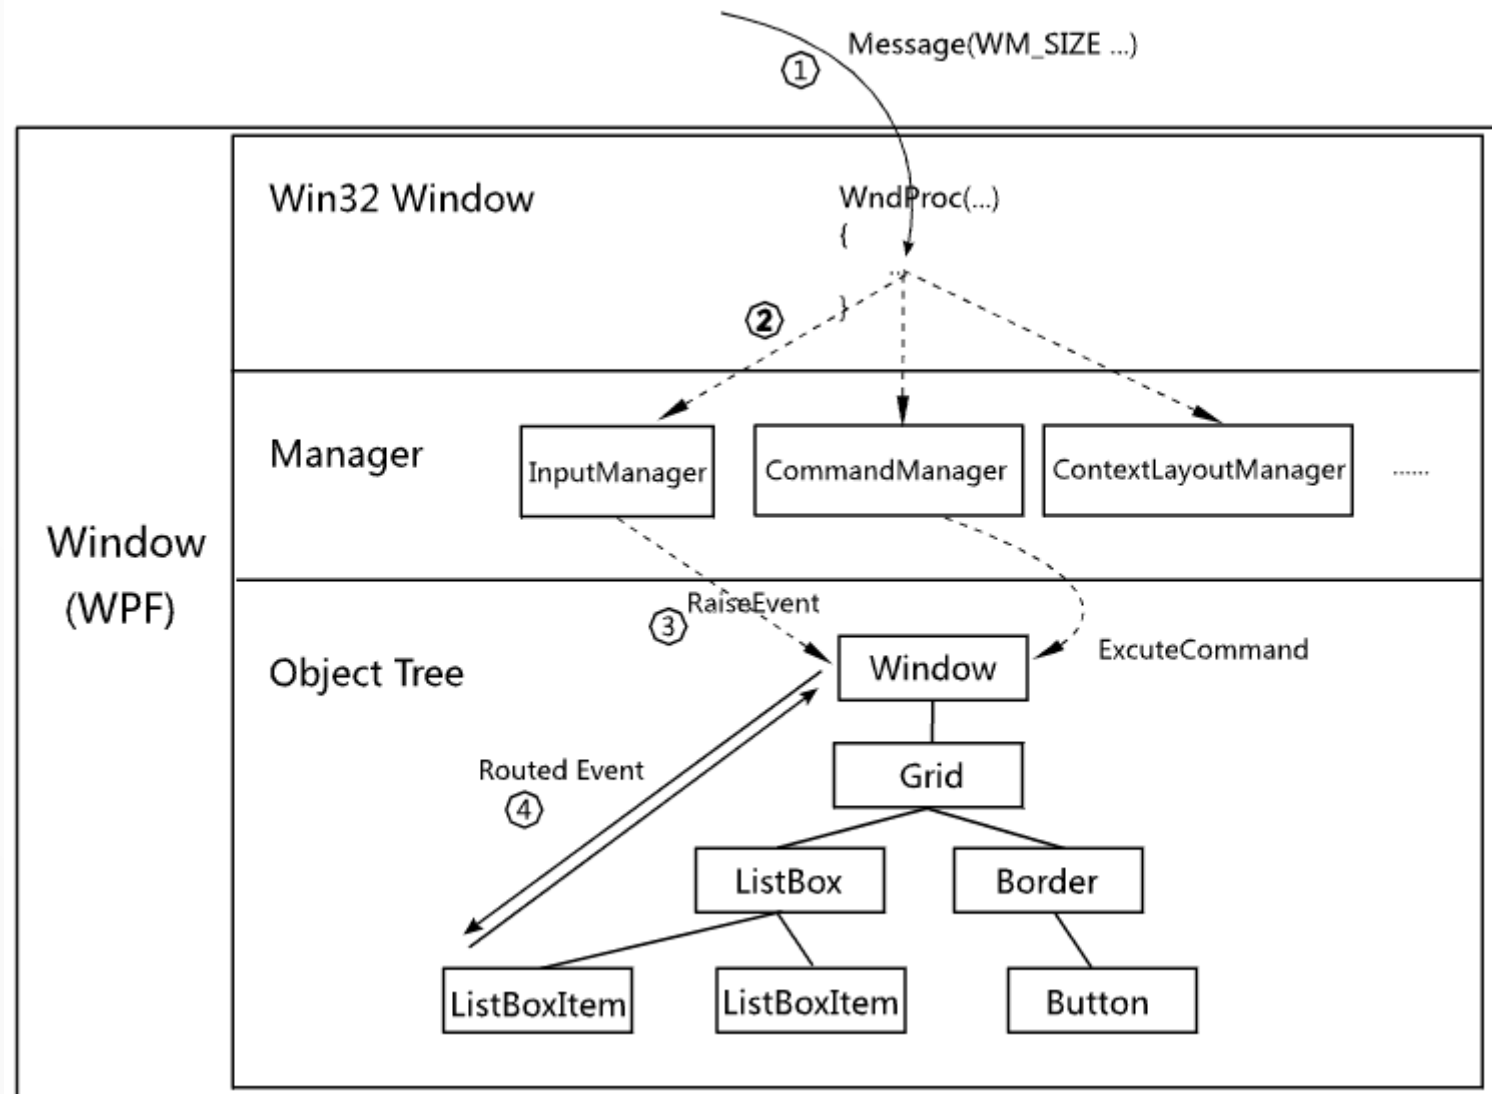 Message(WM_SIZE ...)
①
Win32 Window
WndProc(...)
{
...
}
②
Manager
InputManager
CommandManager
ContextLayoutManager
......
Window
(WPF)
RaiseEvent
③
ExcuteCommand
Object Tree
Window
Routed Event
④
Grid
ListBox
Border
ListBoxItem
ListBoxItem
Button